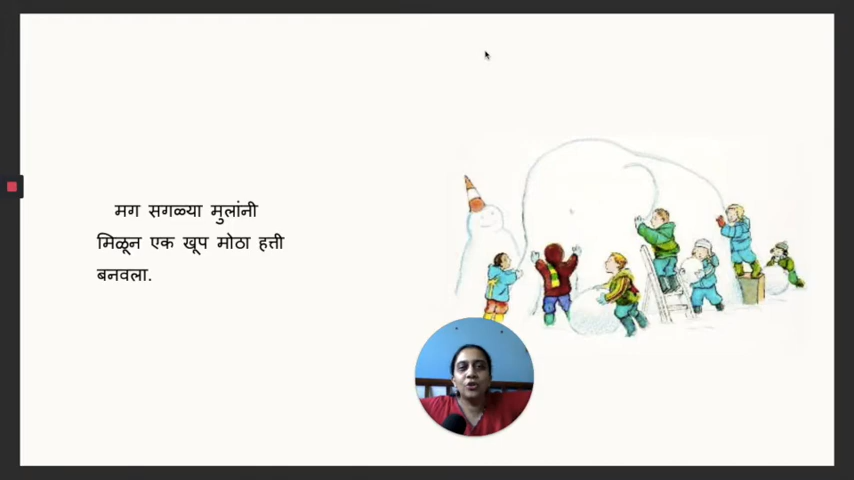 मग सगळ्या मुलांनी
मिळून एक खूप मोठा हत्ती
बनवला.